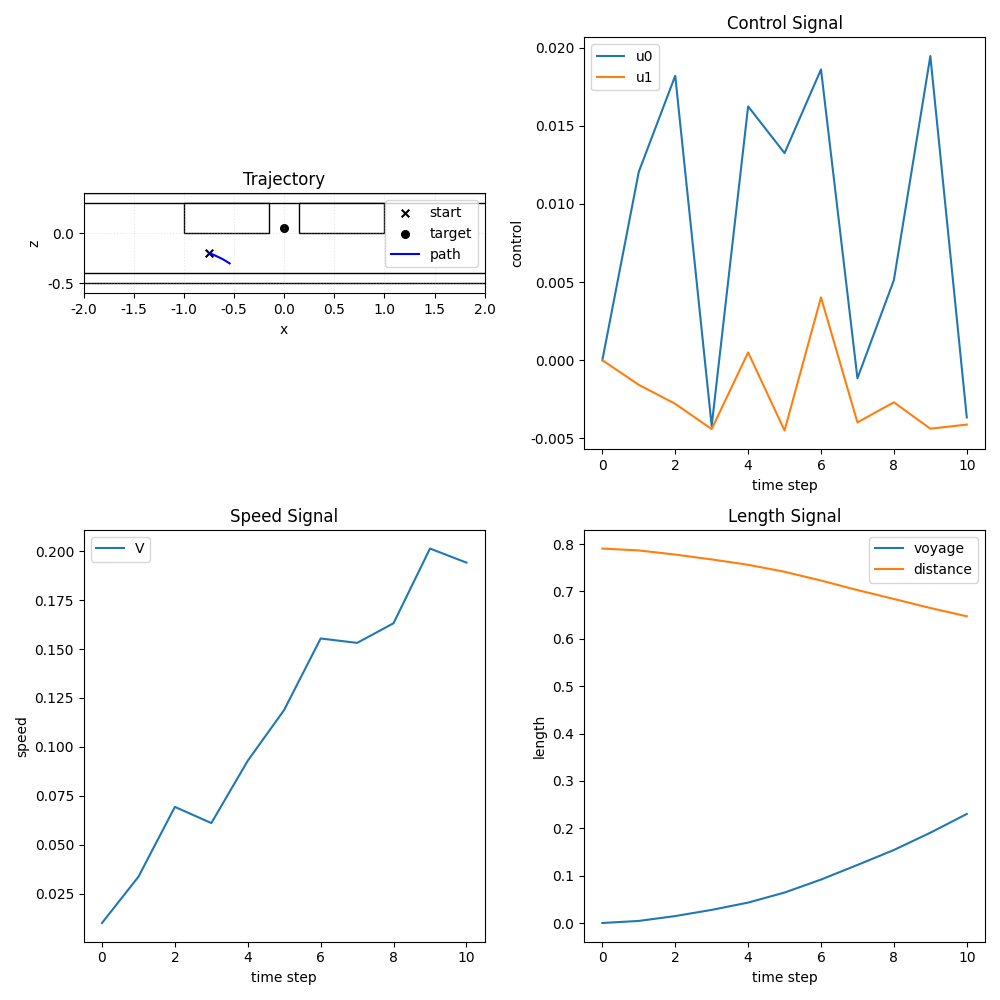 Trajectory
z
0.0
-0.5
start
target
path
-2.0 -1.5 -1.0 -0.5 0.0 0.5 1.0 1.5 2.0
x
Control Signal
control
0.020
0.015
0.010
0.005
0.000
-0.005
u0
u1
0 2 4 6 8 10
time step
Speed Signal
speed
0.200
0.175
0.150
0.125
0.100
0.075
0.050
0.025
V
0 2 4 6 8 10
time step
Length Signal
length
0.8
0.7
0.6
0.5
0.4
0.3
0.2
0.1
0.0
voyage
distance
0 2 4 6 8 10
time step